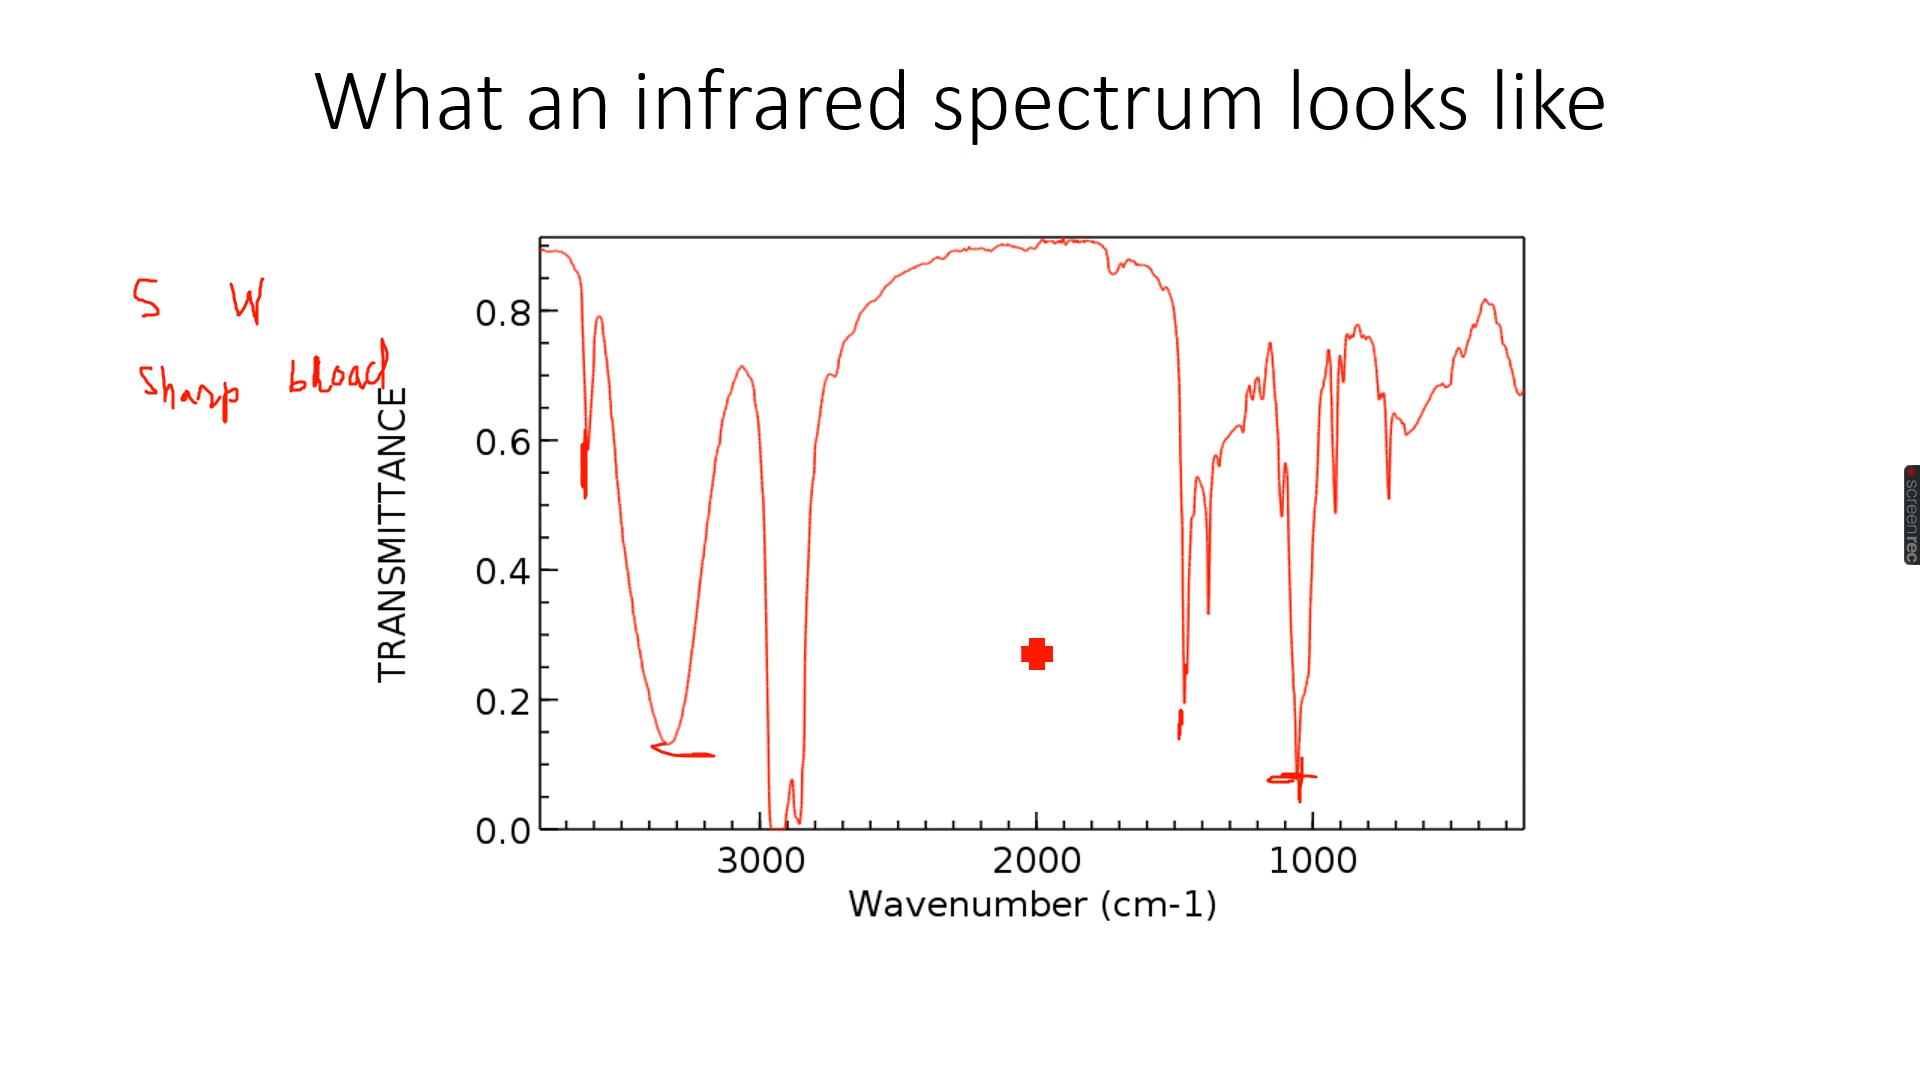 What an infrared spectrum looks like
S W
sharp broad
TRANSMITTANCE
0.8
0.6
0.4
0.2
0.0
3000 2000 1000
Wavenumber (cm-1)
screenrec